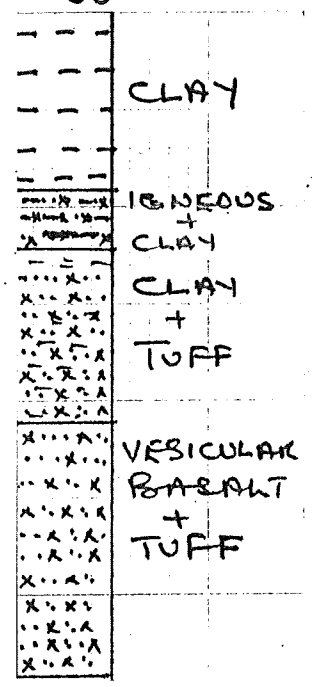 CLAY
IGNEOUS
+
CLAY
CLAY
+
TUFF
VESICULAR
BASALT
+
TUFF